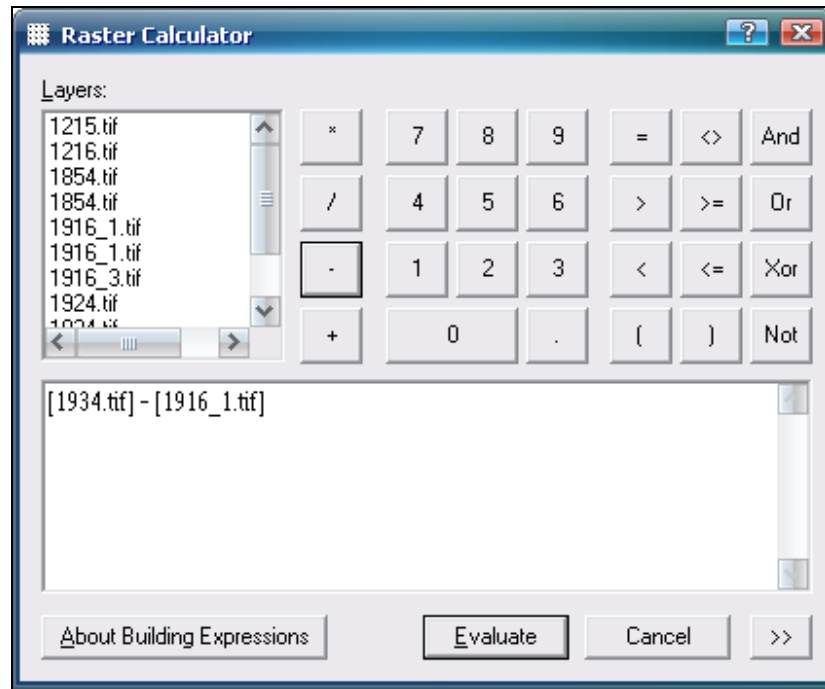 Raster Calculator
Layers:
1215.tif
1216.tif
1854.tif
1854.tif
1916_1.tif
1916_1.tif
1916_3.tif
1924.tif
* 7 8 9 = <> And
/ 4 5 6 > >= Or
- 1 2 3 < <= Xor
+ 0 . ( ) Not
[1934.tif] - [1916_1.tif]
About Building Expressions Evaluate Cancel >>